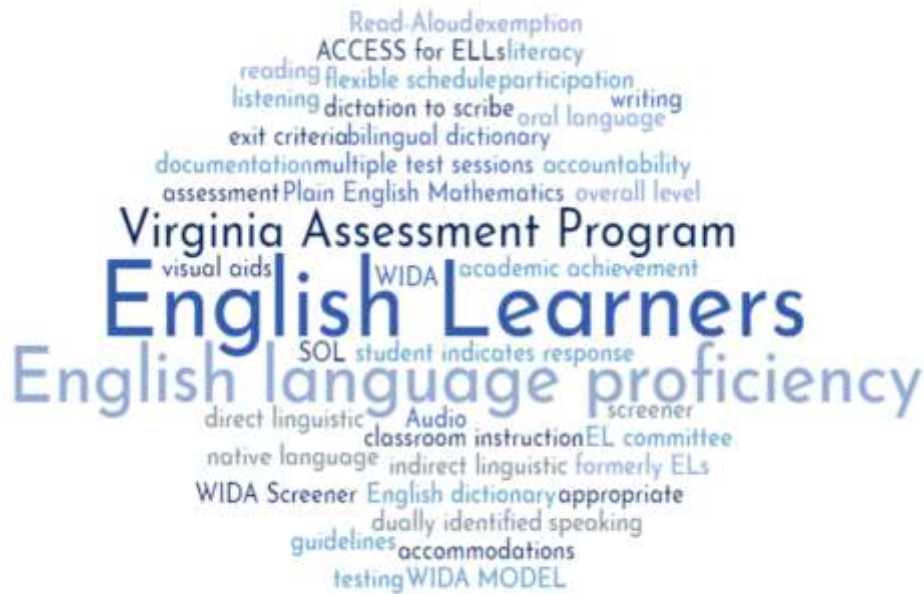 Read-Aloud exemption
ACCESS for ELLs literacy
reading flexible schedule participation
listening dictation to scribe oral language writing
exit criteria bilingual dictionary
documentation multiple test sessions accountability
assessment Plain English Mathematics overall level
Virginia Assessment Program
visual aids WIDA academic achievement
English Learners
SOL student indicates response
English language proficiency
direct linguistic Audio screener
classroom instruction EL committee
native language indirect linguistic formerly ELs
WIDA Screener English dictionary appropriate
dually identified speaking
guidelines accommodations
testing WIDA MODEL